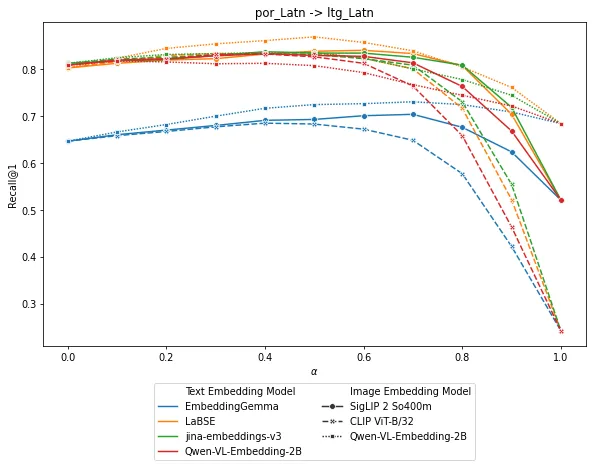 por_Latn -> ltg_Latn
Recall@1
0.8
0.7
0.6
0.5
0.4
0.3
0.0
0.2
0.4
0.6
0.8
1.0
α
Text Embedding Model
EmbeddingGemma
LaBSE
jina-embeddings-v3
Qwen-VL-Embedding-2B
Image Embedding Model
SigLIP 2 So400m
CLIP ViT-B/32
Qwen-VL-Embedding-2B